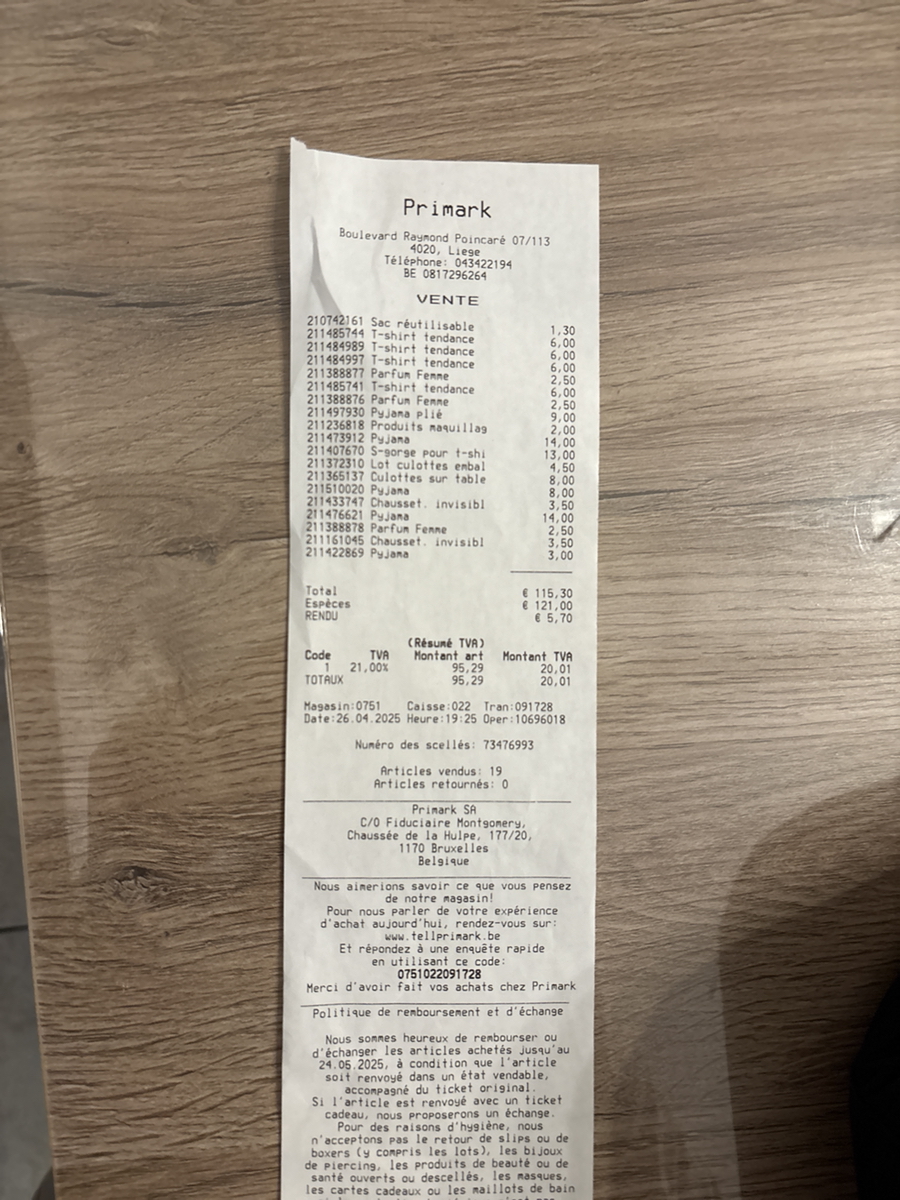 Primark
Boulevard Raymond Poincaré 07/113
4020, Liege
Téléphone: 043422194
BE 0817296264
VENTE
210742161 Sac réutilisable 1,30
211485744 T-shirt tendance 6,00
211484989 T-shirt tendance 6,00
211484997 T-shirt tendance 6,00
211388877 Parfum Femme 2,50
211485741 T-shirt tendance 6,00
211388876 Parfum Femme 2,50
211497930 Pyjama plié 9,00
211236818 Produits maquillag 2,00
211473912 Pyjama 14,00
211407670 S-gorge pour t-shi 13,00
211372310 Lot culottes embal 4,50
211365137 Culottes sur table 8,00
211510020 Pyjama 8,00
211433747 Chausset. invisibl 3,50
211476621 Pyjama 14,00
211388878 Parfum Femme 2,50
211161045 Chausset. invisibl 3,50
211422869 Pyjama 3,00
Total € 115,30
Espèces € 121,00
RENDU € 5,70
(Résumé TVA)
Code TVA Montant art Montant TVA
1 21,00% 95,29 20,01
TOTAUX 95,29 20,01
Magasin:0751 Caisse:022 Tran:091728
Date:26.04.2025 Heure:19:25 Oper:10696018
Numéro des scellés: 73476993
Articles vendus: 19
Articles retournés: 0
Primark SA
C/O Fiduciaire Montgomery,
Chaussée de la Hulpe, 177/20,
1170 Bruxelles
Belgique
Nous aimerions savoir ce que vous pensez
de notre magasin!
Pour nous parler de votre expérience
d'achat aujourd'hui, rendez-vous sur:
www.tellprimark.be
Et répondez à une enquête rapide
en utilisant ce code:
0751022091728
Merci d'avoir fait vos achats chez Primark
Politique de remboursement et d'échange
Nous sommes heureux de rembourser ou
d'échanger les articles achetés jusqu'au
24.05.2025, à condition que l'article
soit renvoyé dans un état vendable,
accompagné du ticket original.
Si l'article est renvoyé avec un ticket
cadeau, nous proposerons un échange.
Pour des raisons d'hygiène, nous
n'acceptons pas le retour de slips ou de
boxers (y compris les lots), les bijoux
de piercing, les produits de beauté ou de
santé ouverts ou descellés, les masques,
les cartes cadeaux ou les maillots de bain